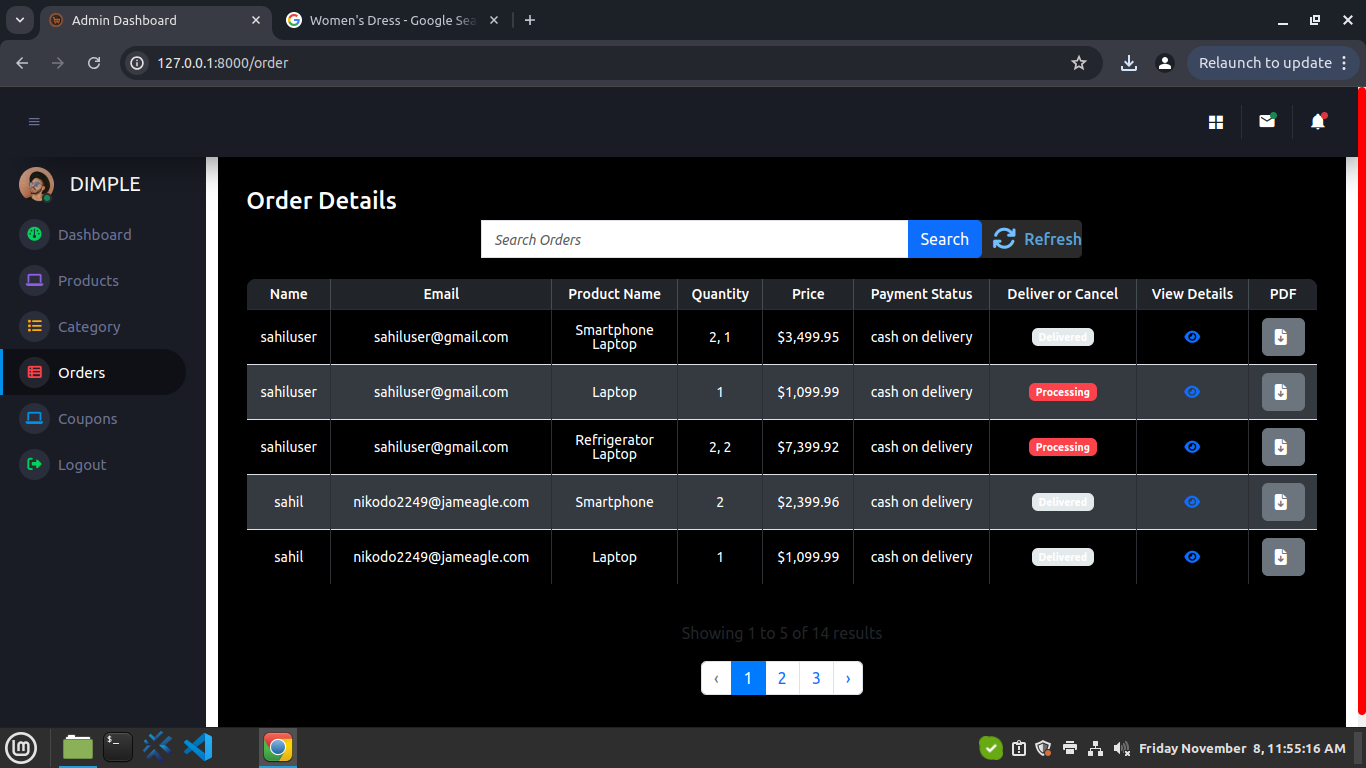 Admin Dashboard
Women's Dress - Google Sea
127.0.0.1:8000/order
Relaunch to update
DIMPLE
Dashboard
Products
Category
Orders
Coupons
Logout
Order Details
Search Orders
Search
Refresh
Name Email Product Name Quantity Price Payment Status Deliver or Cancel View Details PDF
sahiluser sahiluser@gmail.com Smartphone Laptop 2, 1 $3,499.95 cash on delivery Delivered
sahiluser sahiluser@gmail.com Laptop 1 $1,099.99 cash on delivery Processing
sahiluser sahiluser@gmail.com Refrigerator Laptop 2, 2 $7,399.92 cash on delivery Processing
sahil nikodo2249@jameagle.com Smartphone 2 $2,399.96 cash on delivery Delivered
sahil nikodo2249@jameagle.com Laptop 1 $1,099.99 cash on delivery Delivered
Showing 1 to 5 of 14 results
‹ 1 2 3 ›
Friday November 8, 11:55:16 AM